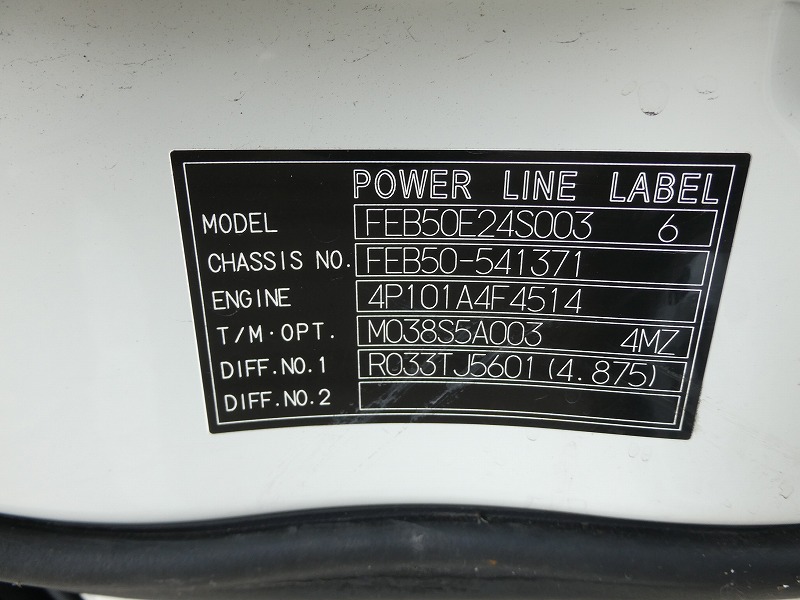 POWER LINE LABEL
MODEL FEB50E24S003 6
CHASSIS NO. FEB50-541371
ENGINE 4P101A4F4514
T/M·OPT. M038S5A003 4MZ
DIFF.NO.1 R033TJ5601(4.875)
DIFF.NO.2